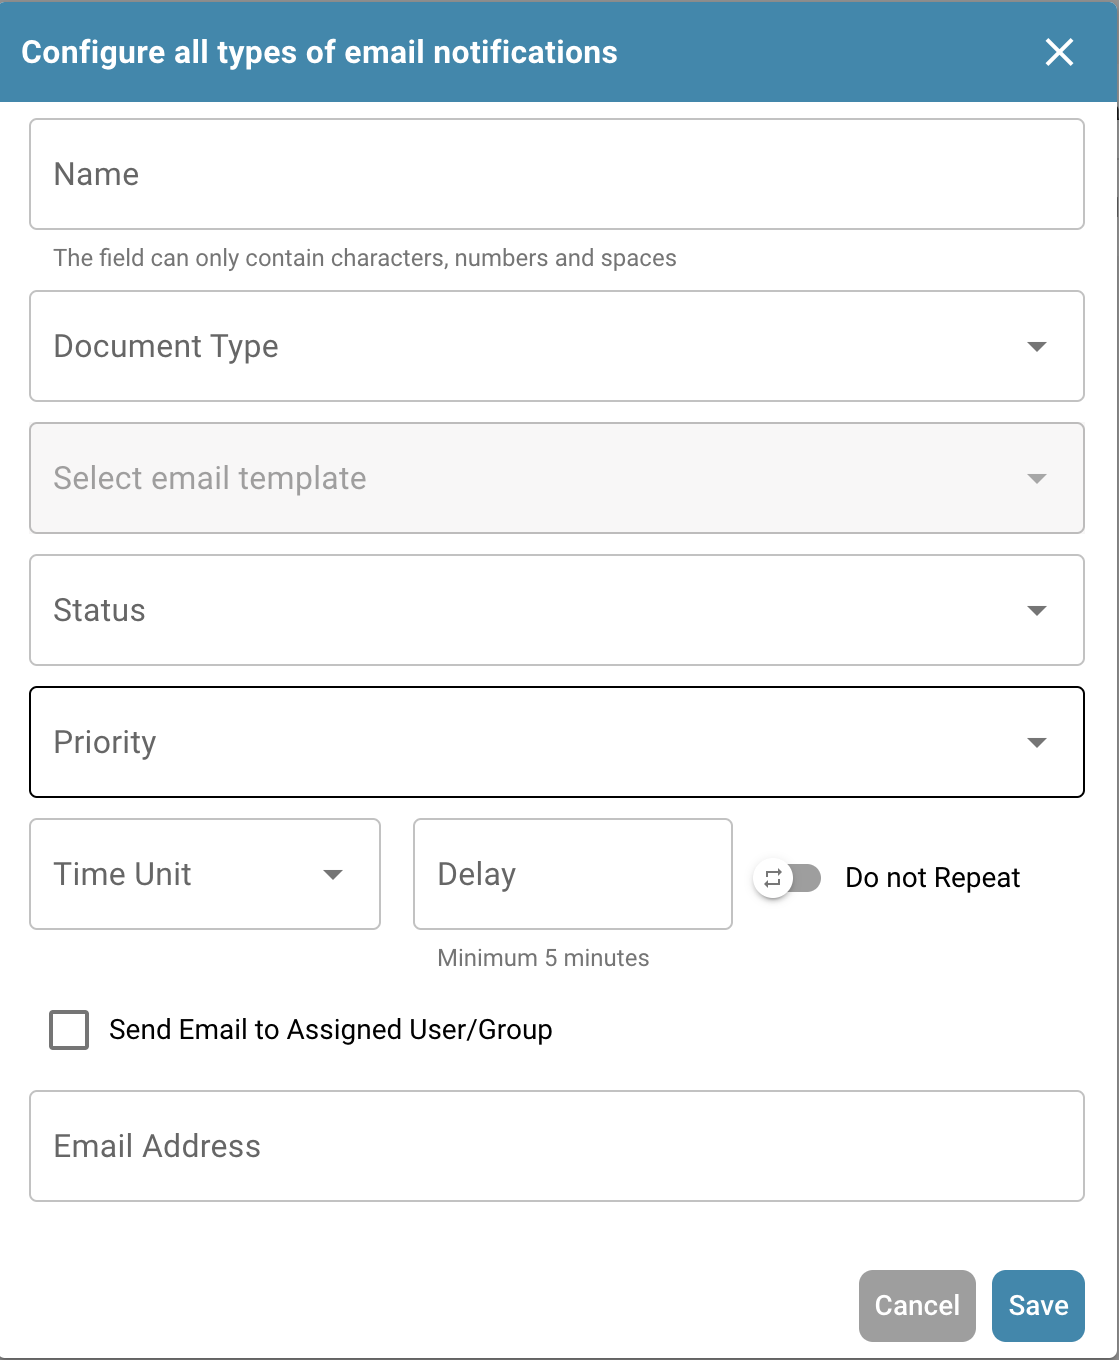 Configure all types of email notifications
Name
The field can only contain characters, numbers and spaces
Document Type
Select email template
Status
Priority
Time Unit
Delay
Do not Repeat
Minimum 5 minutes
Send Email to Assigned User/Group
Email Address
Cancel
Save